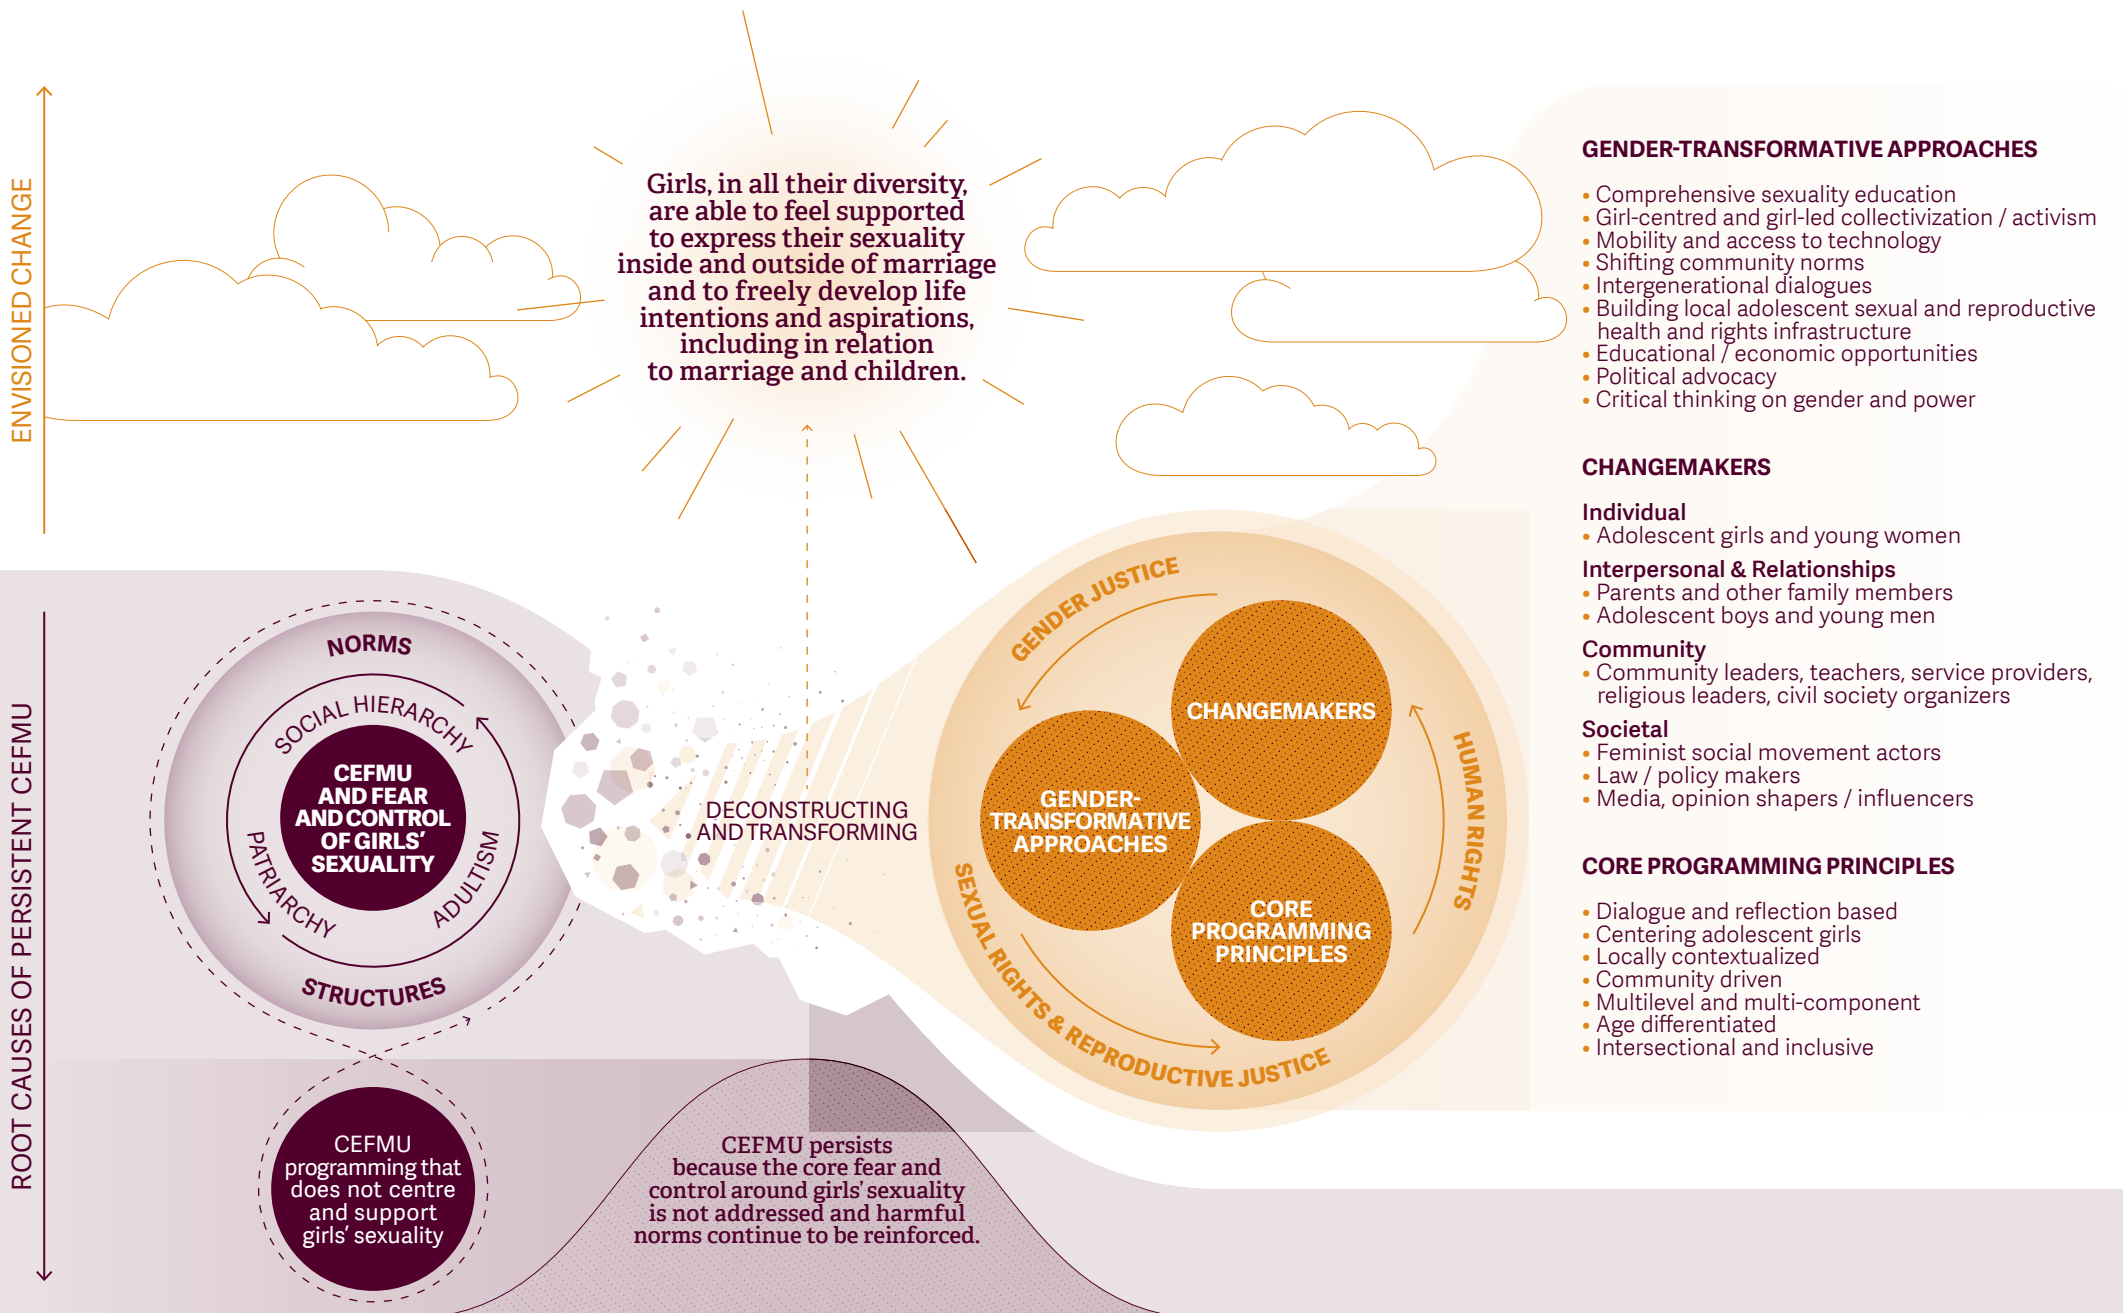 ENVISIONED CHANGE
Girls, in all their diversity,
are able to feel supported
to express their sexuality
inside and outside of marriage
and to freely develop life
intentions and aspirations,
including in relation
to marriage and children.
ROOT CAUSES OF PERSISTENT CEFMU
NORMS
SOCIAL HIERARCHY
CEFMU
AND FEAR
AND CONTROL
OF GIRLS’
SEXUALITY
PATRIARCHY
ADULTISM
STRUCTURES
CEFMU
programming that
does not centre
and support
girls’ sexuality
DECONSTRUCTING
AND TRANSFORMING
CEFMU persists
because the core fear and
control around girls’ sexuality
is not addressed and harmful
norms continue to be reinforced.
GENDER JUSTICE
CHANGEMAKERS
GENDER-
TRANSFORMATIVE
APPROACHES
HUMAN RIGHTS
CORE
PROGRAMMING
PRINCIPLES
SEXUAL RIGHTS & REPRODUCTIVE JUSTICE
GENDER-TRANSFORMATIVE APPROACHES
• Comprehensive sexuality education
• Girl-centred and girl-led collectivization / activism
• Mobility and access to technology
• Shifting community norms
• Intergenerational dialogues
• Building local adolescent sexual and reproductive
health and rights infrastructure
• Educational / economic opportunities
• Political advocacy
• Critical thinking on gender and power
CHANGEMAKERS
Individual
• Adolescent girls and young women
Interpersonal & Relationships
• Parents and other family members
• Adolescent boys and young men
Community
• Community leaders, teachers, service providers,
religious leaders, civil society organizers
Societal
• Feminist social movement actors
• Law / policy makers
• Media, opinion shapers / influencers
CORE PROGRAMMING PRINCIPLES
• Dialogue and reflection based
• Centering adolescent girls
• Locally contextualized
• Community driven
• Multilevel and multi-component
• Age differentiated
• Intersectional and inclusive